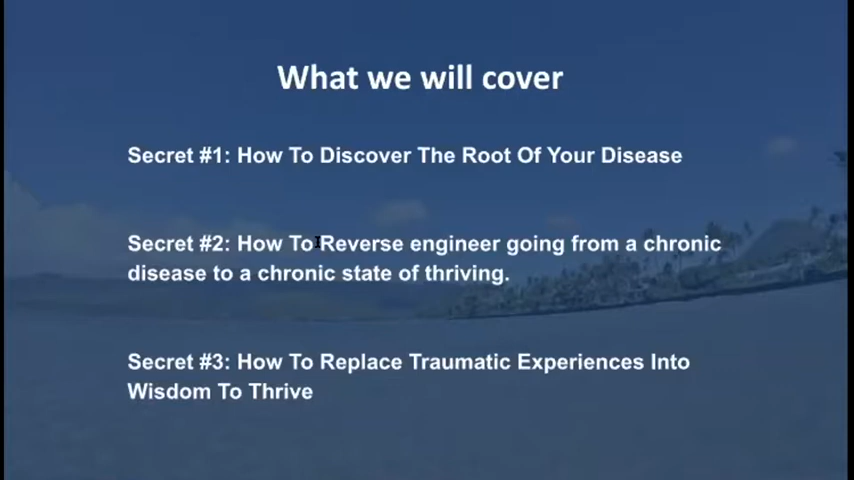 What we will cover
Secret #1: How To Discover The Root Of Your Disease
Secret #2: How To Reverse engineer going from a chronic
disease to a chronic state of thriving.
Secret #3: How To Replace Traumatic Experiences Into
Wisdom To Thrive